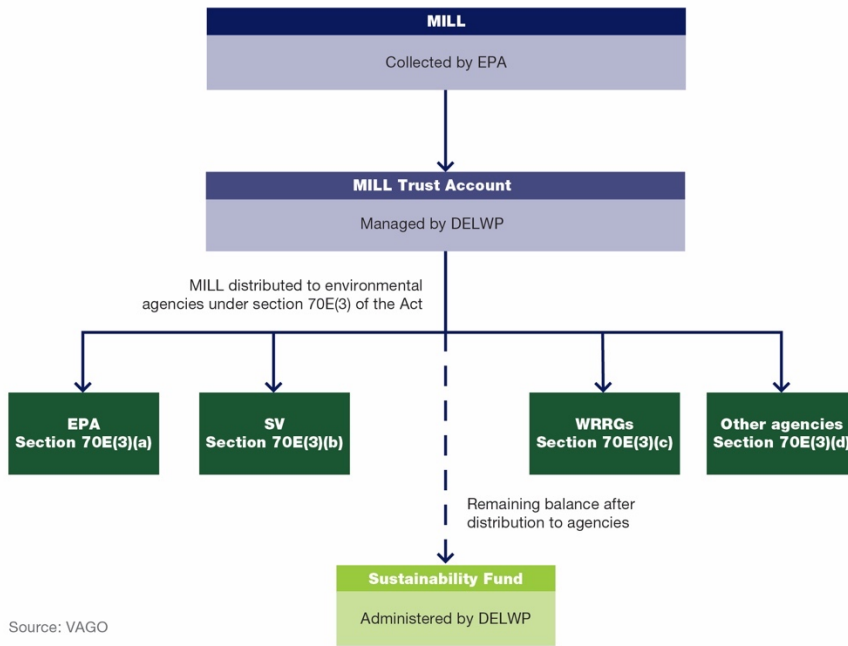 MILL
Collected by EPA
MILL Trust Account
Managed by DELWP
MILL distributed to environmental
agencies under section 70E(3) of the Act
EPA
Section 70E(3)(a)
SV
Section 70E(3)(b)
WRRGs
Section 70E(3)(c)
Other agencies
Section 70E(3)(d)
Remaining balance after
distribution to agencies
Sustainability Fund
Administered by DELWP
Source: VAGO